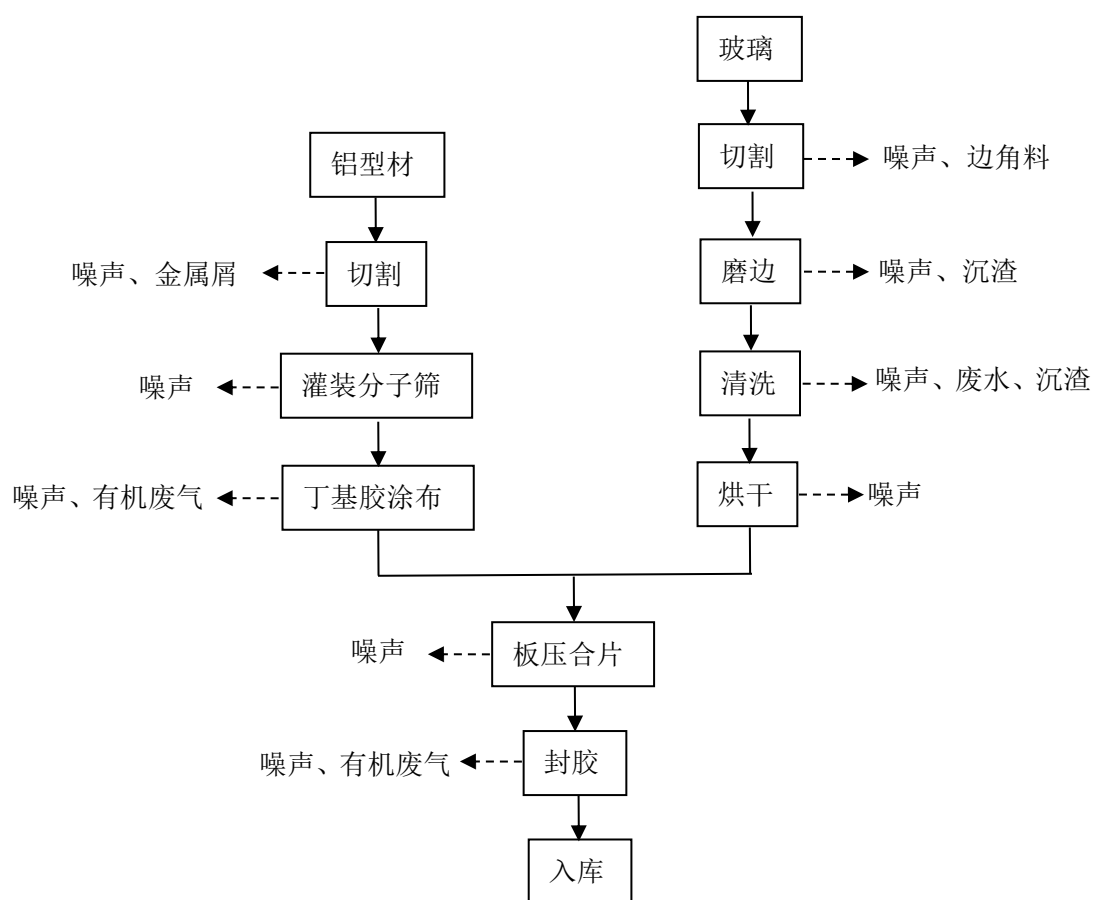 玻璃
铝型材
切割
噪声、边角料
噪声、金属屑
切割
磨边
噪声、沉渣
噪声
灌装分子筛
清洗
噪声、废水、沉渣
噪声、有机废气
丁基胶涂布
烘干
噪声
噪声
板压合片
噪声、有机废气
封胶
入库